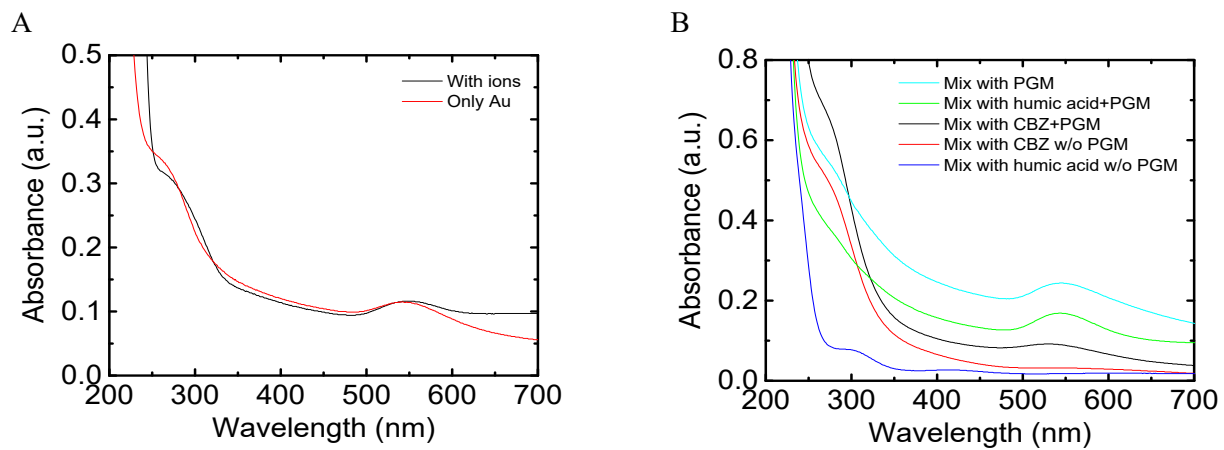 A
B
0.5
0.4
0.3
0.2
0.1
0.0
Absorbance (a.u.)
With ions
Only Au
200 300 400 500 600 700
Wavelength (nm)
0.8
0.6
0.4
0.2
0.0
Absorbance (a.u.)
Mix with PGM
Mix with humic acid+PGM
Mix with CBZ+PGM
Mix with CBZ w/o PGM
Mix with humic acid w/o PGM
200 300 400 500 600 700
Wavelength (nm)